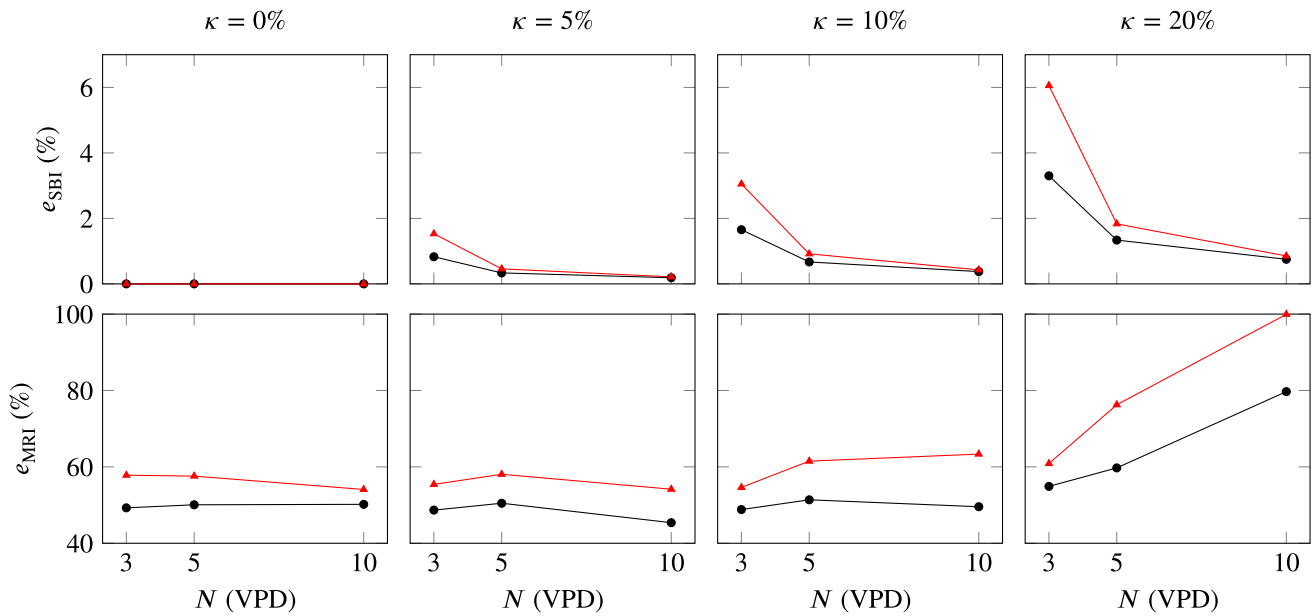 κ = 0% κ = 5% κ = 10% κ = 20%
6
4
2
0
e_SBI (%)
100
80
60
40
e_MRI (%)
3 5 10 3 5 10 3 5 10 3 5 10
N (VPD) N (VPD) N (VPD) N (VPD)